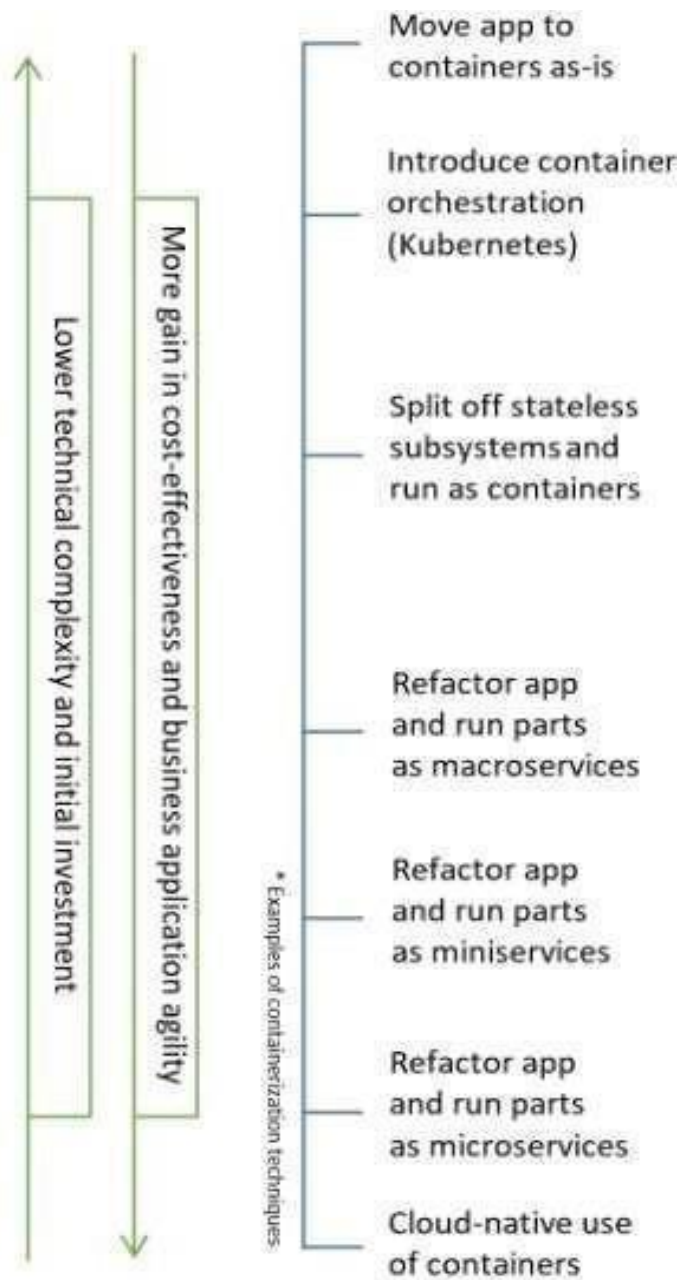 Lower technical complexity and initial investment
More gain in cost-effectiveness and business application agility
* Examples of containerization techniques
Move app to
containers as-is
Introduce container
orchestration
(Kubernetes)
Split off stateless
subsystems and
run as containers
Refactor app
and run parts
as macroservices
Refactor app
and run parts
as miniservices
Refactor app
and run parts
as microservices
Cloud-native use
of containers